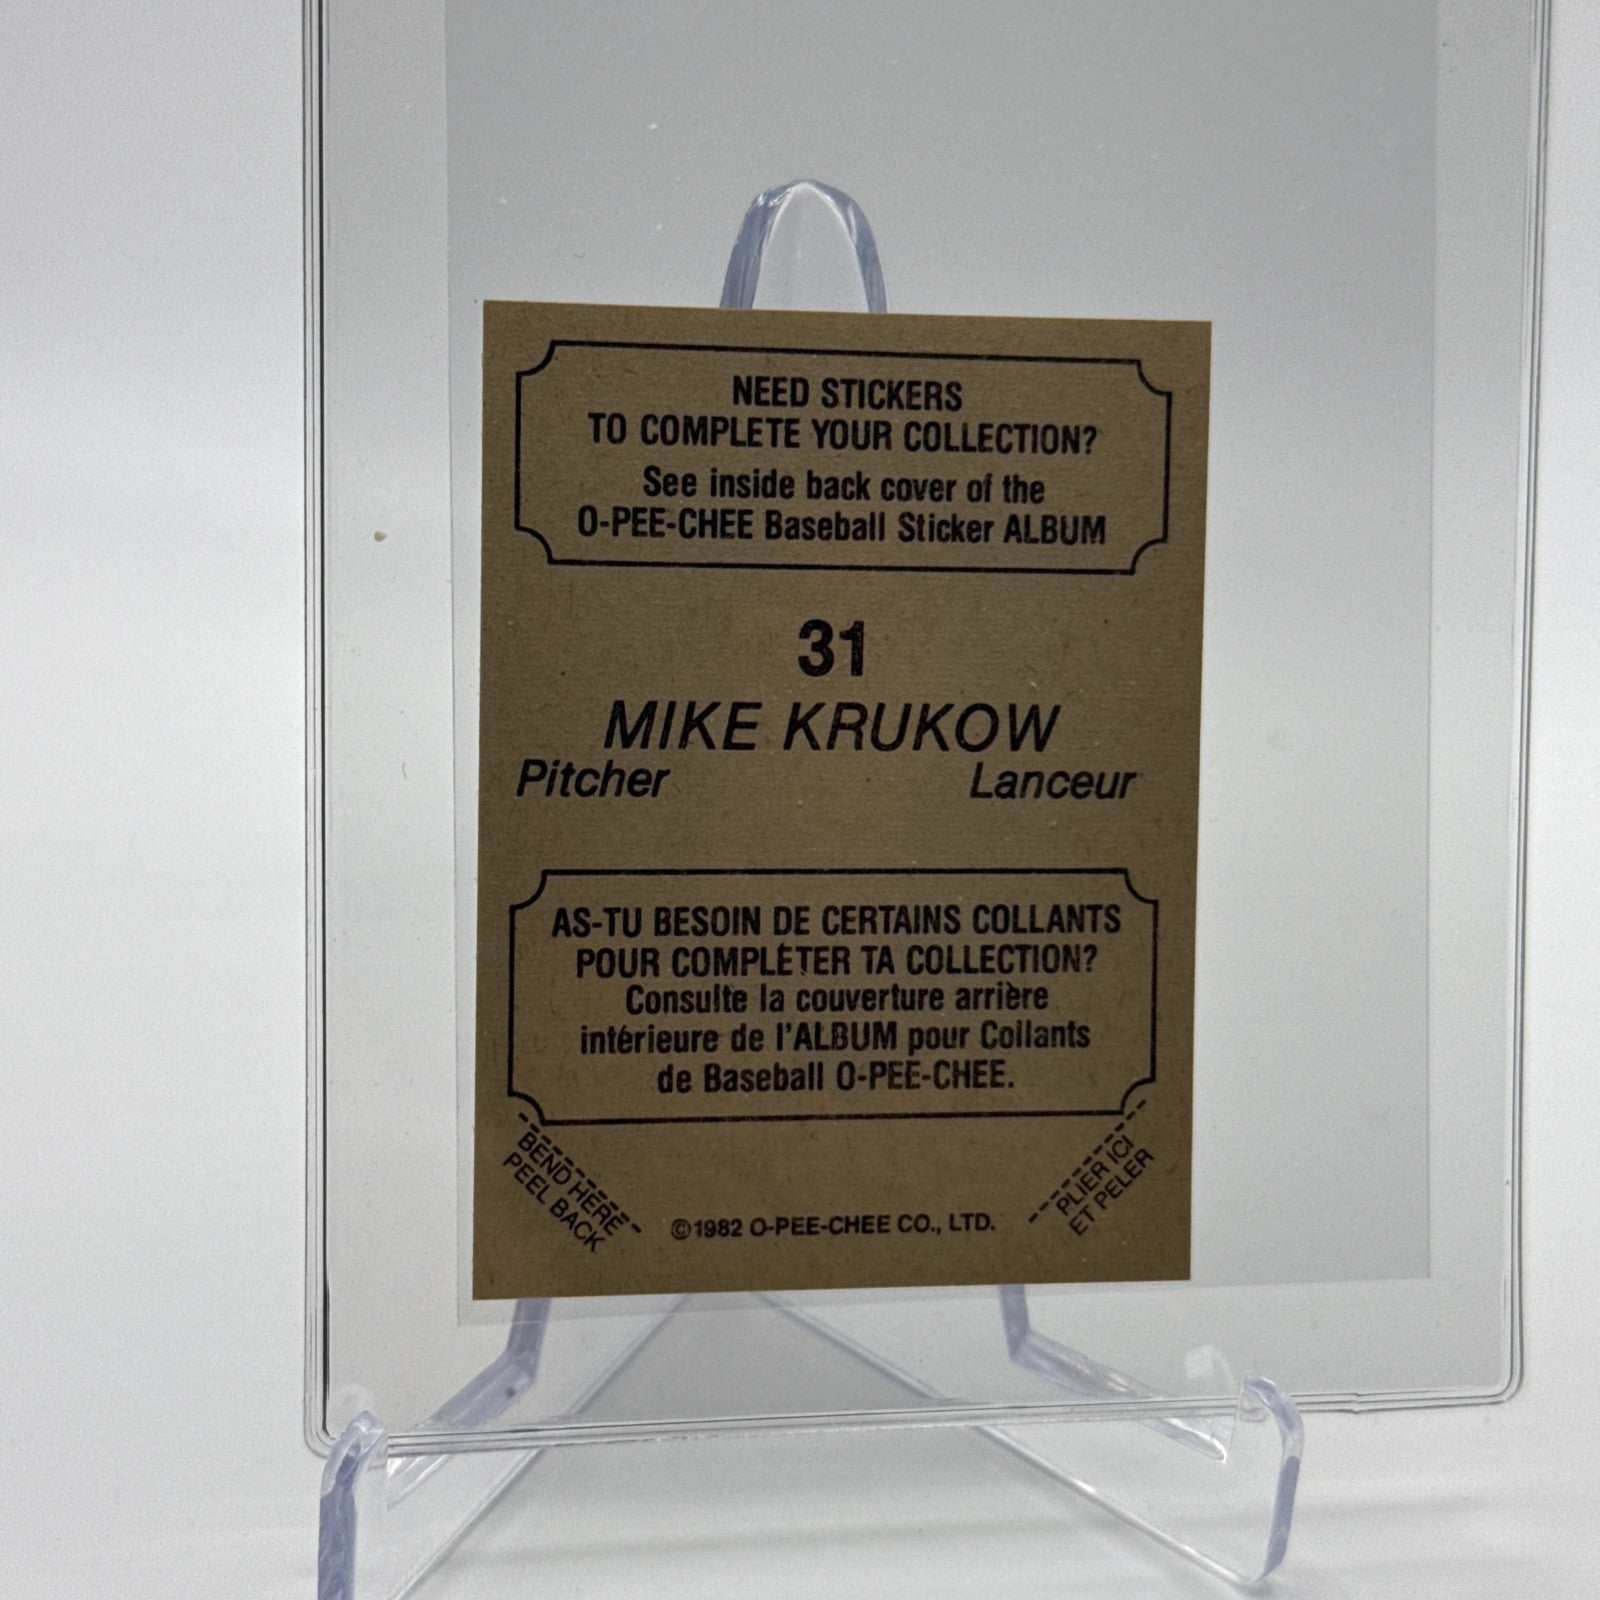 NEED STICKERS
TO COMPLETE YOUR COLLECTION?
See inside back cover of the
O-PEE-CHEE Baseball Sticker ALBUM
31
MIKE KRUKOW
Pitcher Lanceur
AS-TU BESOIN DE CERTAINS COLLANTS
POUR COMPLÉTER TA COLLECTION?
Consulte la couverture arrière
intérieure de l'ALBUM pour Collants
de Baseball O-PEE-CHEE.
BEND HERE
PEEL BACK
©1982 O-PEE-CHEE CO., LTD.
PLIER ICI
ET PELER